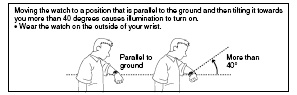 Moving the watch to a position that is parallel to the ground and then tilting it towards
you more than 40 degrees causes illumination to turn on.
• Wear the watch on the outside of your wrist.
Parallel to
ground
More than
40°